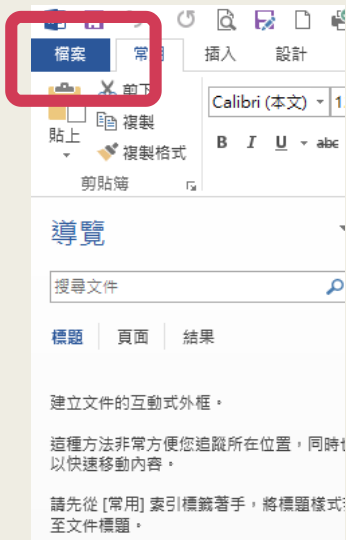 檔案 常用 插入 設計
剪下
Calibri (本文)
複製
貼上
B I U abc
複製格式
剪貼簿
導覽
搜尋文件
標題 頁面 結果
建立文件的互動式外框。
這種方法非常方便您追蹤所在位置，同時
以快速移動內容。
請先從 [常用] 索引標籤著手，將標題樣式
至文件標題。